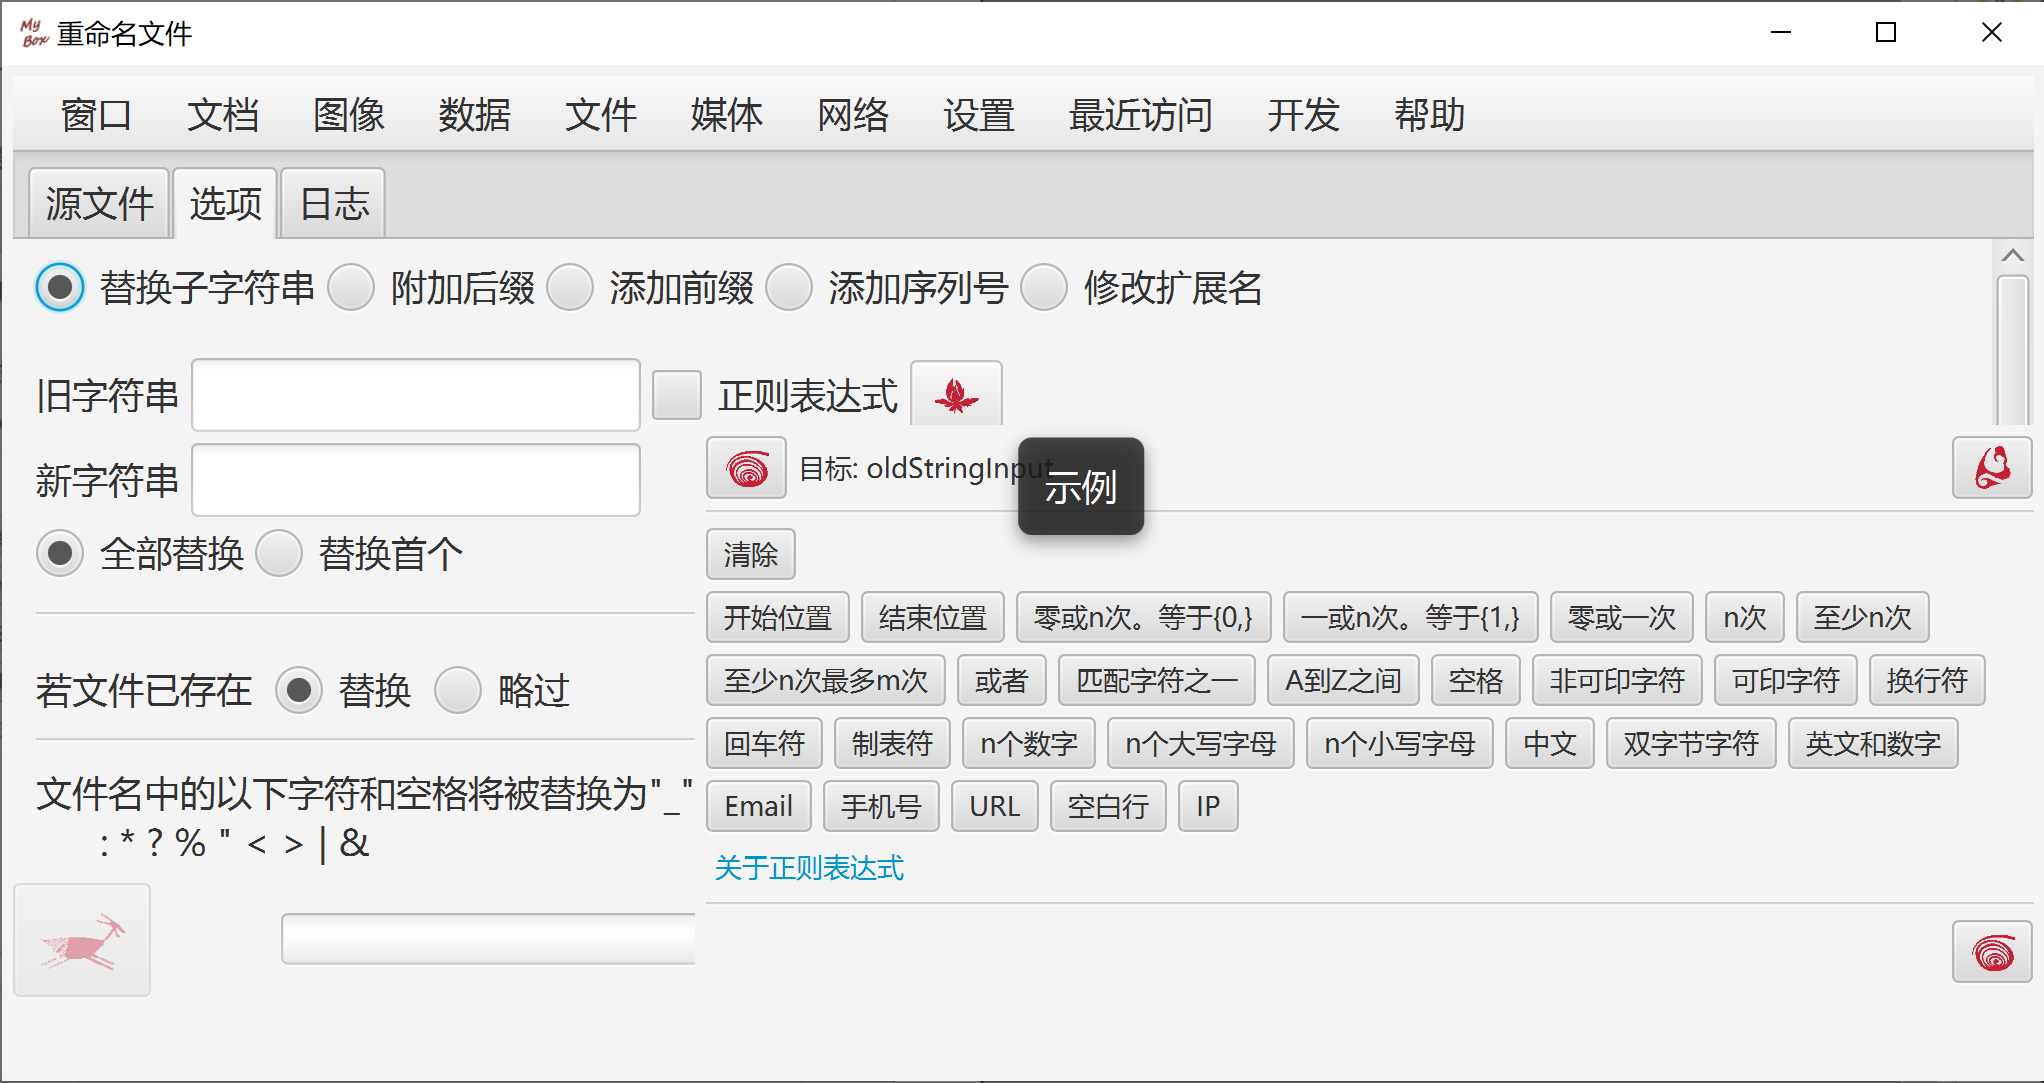 My Box 重命名文件
窗口 文档 图像 数据 文件 媒体 网络 设置 最近访问 开发 帮助
源文件 选项 日志
替换子字符串 附加后缀 添加前缀 添加序列号 修改扩展名
旧字符串 正则表达式
新字符串
全部替换 替换首个
若文件已存在 替换 略过
文件名中的以下字符和空格将被替换为"_"
: * ? % " < > | &
目标: oldStringInput
示例
清除
开始位置 结束位置 零或n次。等于{0,} 一或n次。等于{1,} 零或一次 n次 至少n次
至少n次最多m次 或者 匹配字符之一 A到Z之间 空格 非可印字符 可印字符 换行符
回车符 制表符 n个数字 n个大写字母 n个小写字母 中文 双字节字符 英文和数字
Email 手机号 URL 空白行 IP
关于正则表达式